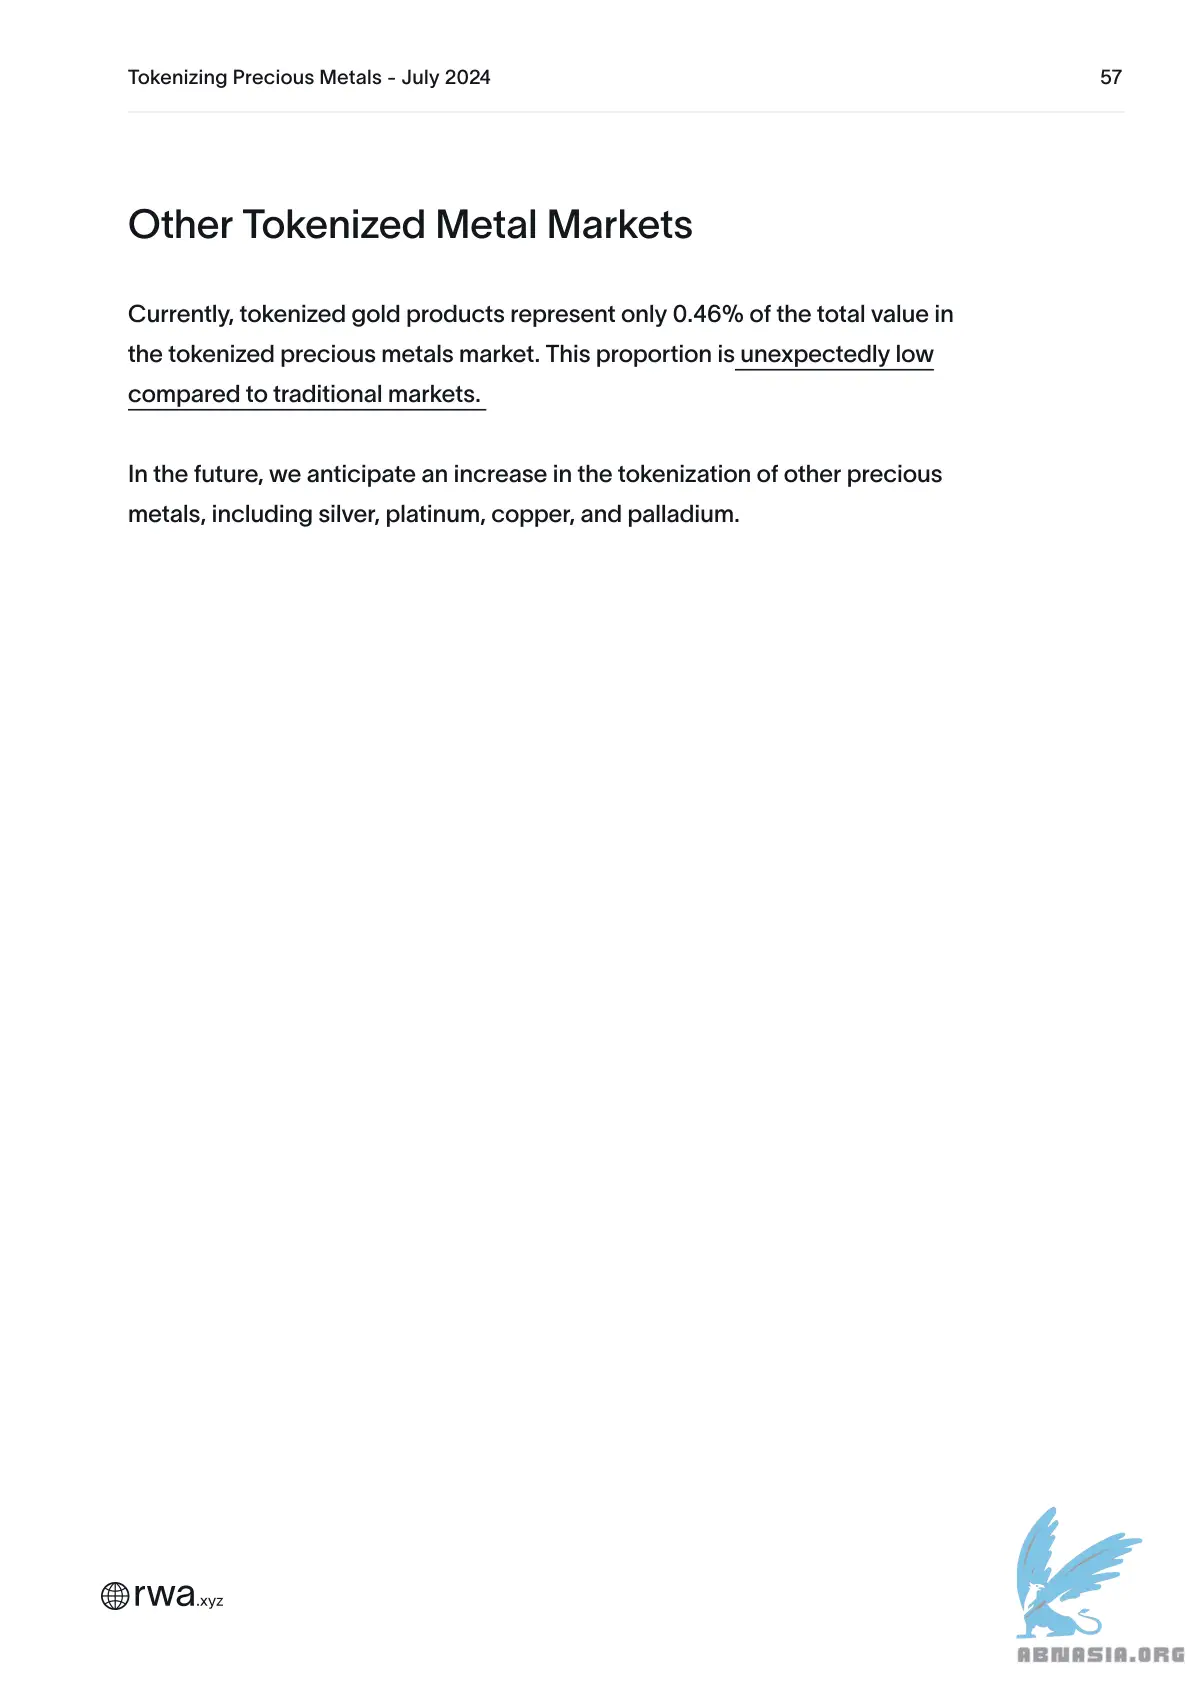 Tokenizing Precious Metals - July 2024
57
Other Tokenized Metal Markets
Currently, tokenized gold products represent only 0.46% of the total value in
the tokenized precious metals market. This proportion is unexpectedly low
compared to traditional markets.
In the future, we anticipate an increase in the tokenization of other precious
metals, including silver, platinum, copper, and palladium.
rwa.xyz
ABNASIA.ORG